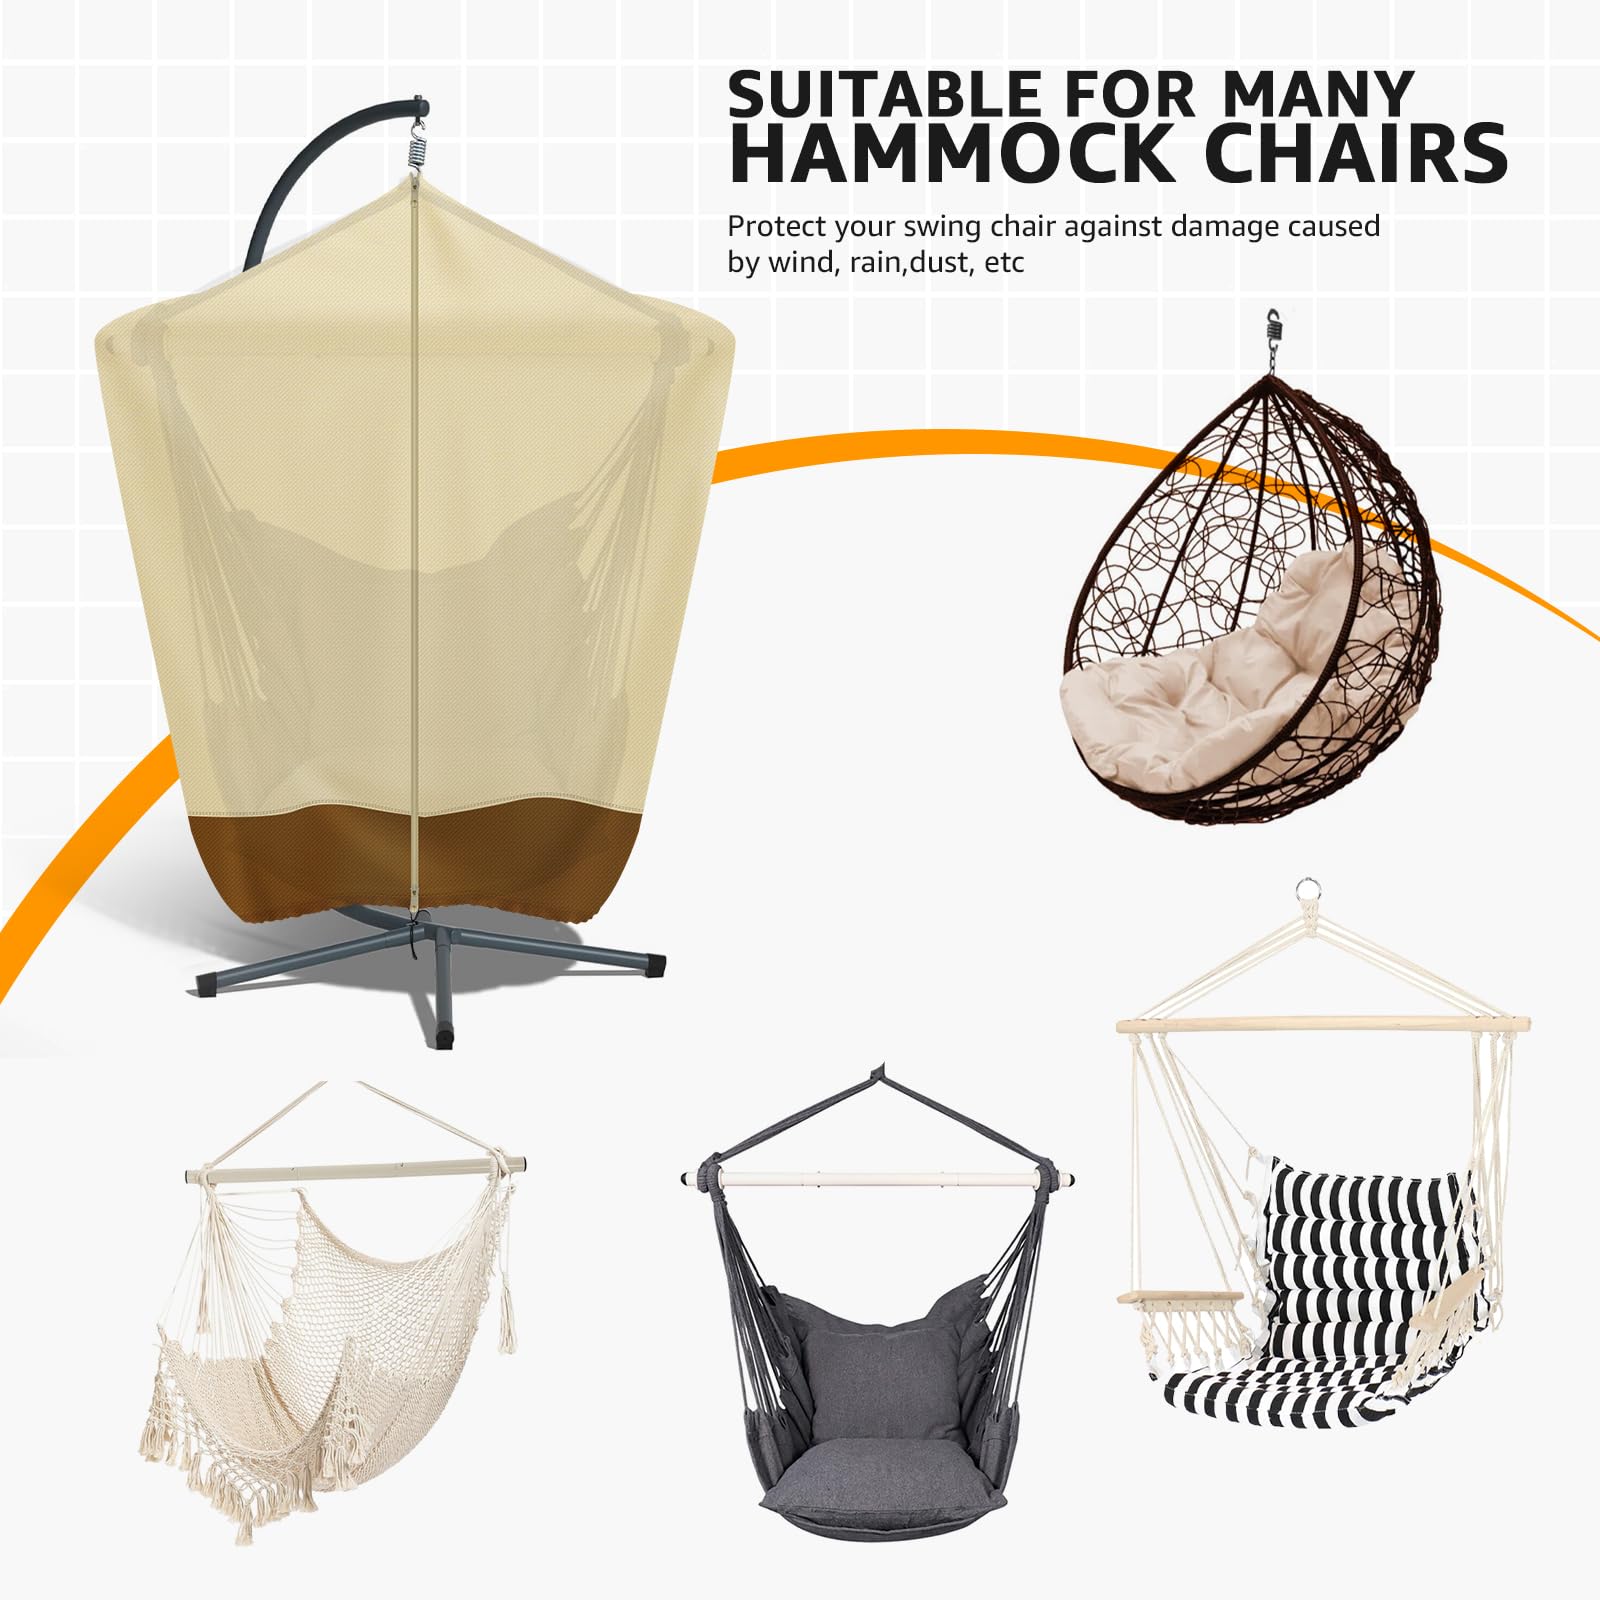 SUITABLE FOR MANY
HAMMOCK CHAIRS
Protect your swing chair against damage caused
by wind, rain,dust, etc